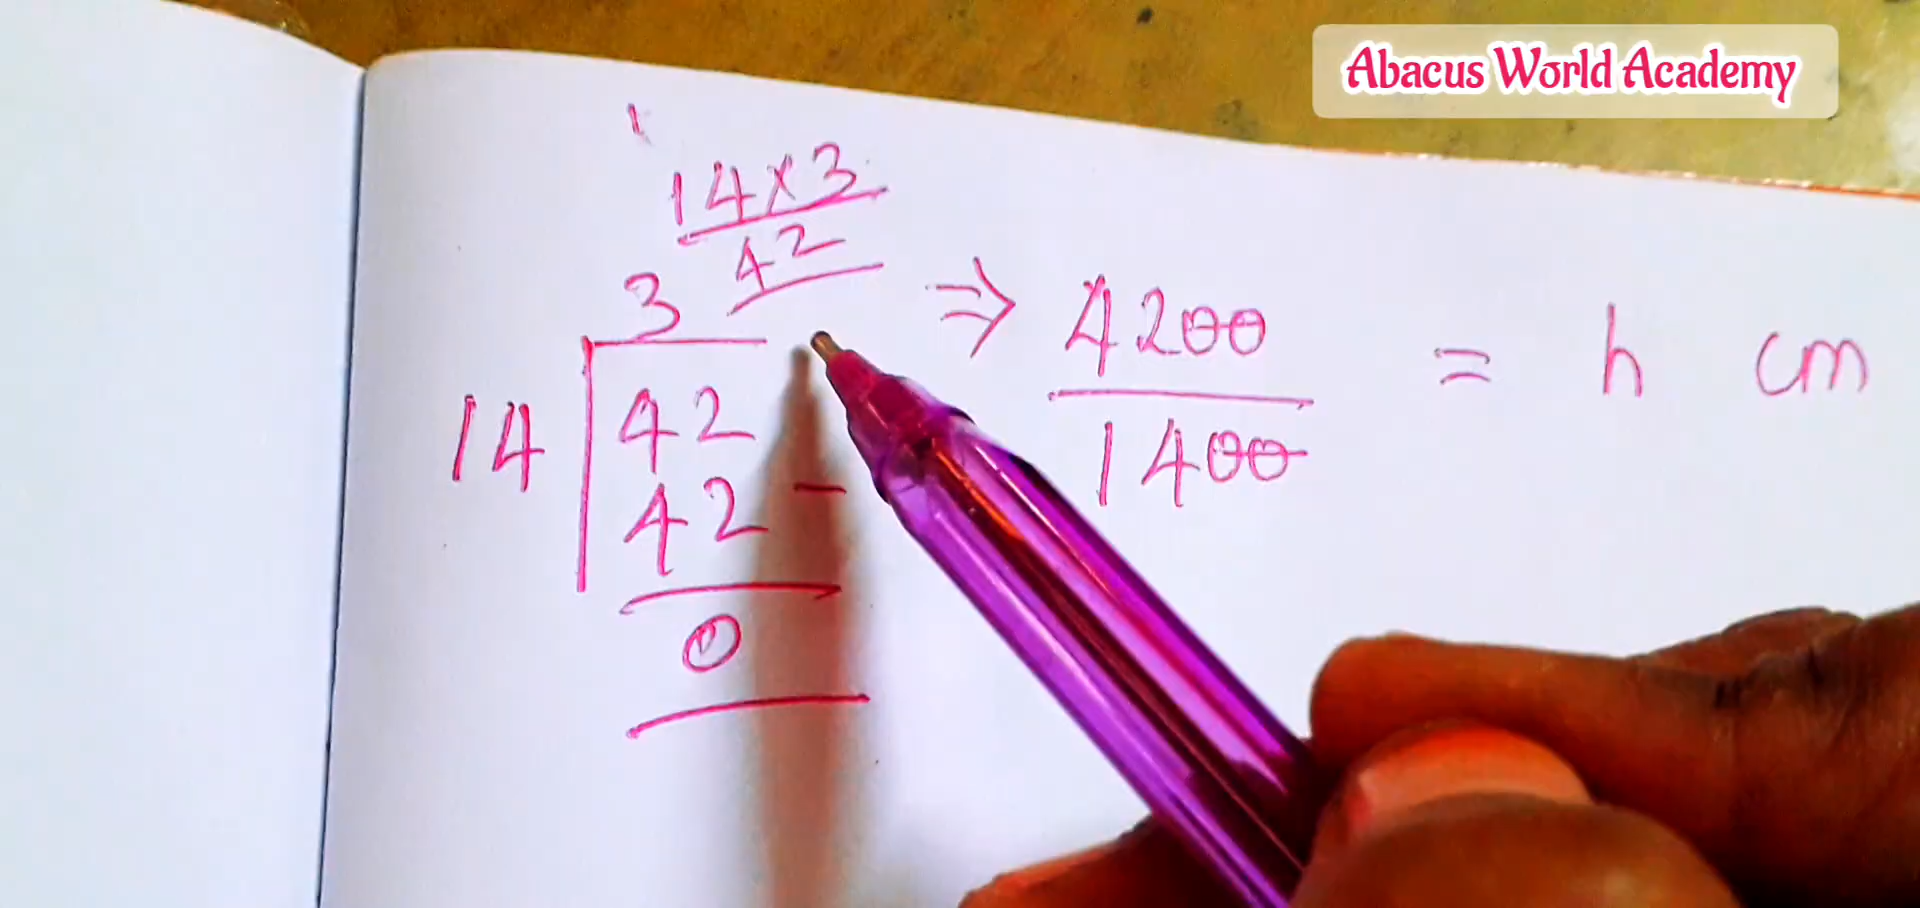 Abacus World Academy
14 x 3
42
3
14 42
42 -
0
⇒ 4200
1400
= h cm